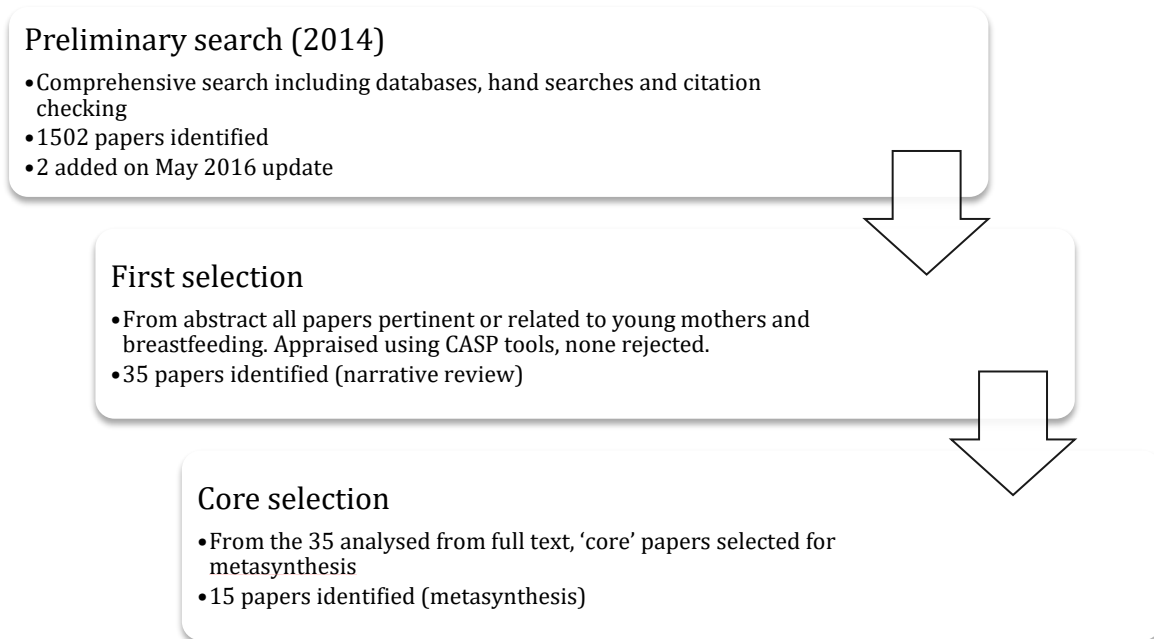 Preliminary search (2014)
•Comprehensive search including databases, hand searches and citation
checking
•1502 papers identified
•2 added on May 2016 update
First selection
•From abstract all papers pertinent or related to young mothers and
breastfeeding. Appraised using CASP tools, none rejected.
•35 papers identified (narrative review)
Core selection
•From the 35 analysed from full text, ‘core’ papers selected for
metasynthesis
•15 papers identified (metasynthesis)